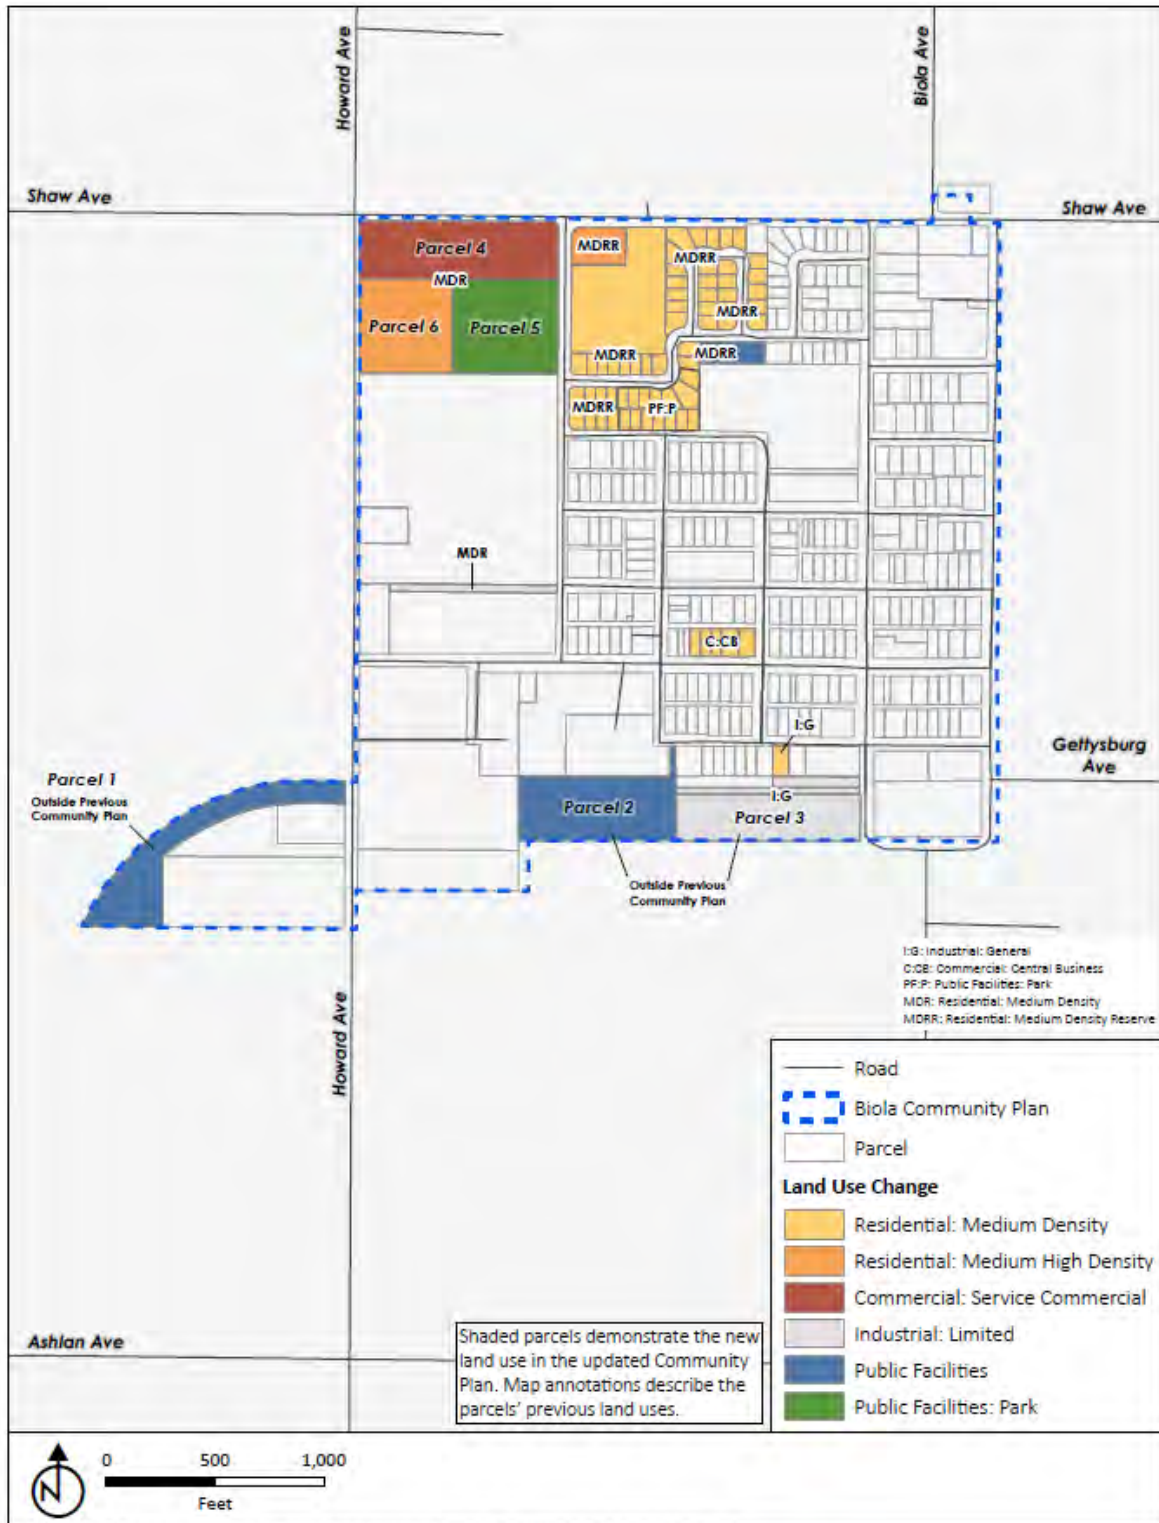 Howard Ave
Biola Ave
Shaw Ave
Shaw Ave
Parcel 4
MDR
Parcel 6
Parcel 5
MDRR
MDRR
MDRR
MDRR
MDRR
MDRR
PF:P
MDR
C:CB
I:G
Gettysburg
Ave
Parcel 1
Outside Previous
Community Plan
Parcel 2
I:G
Parcel 3
Outside Previous
Community Plan
Howard Ave
I:G: Industrial: General
C:CB: Commercial: Central Business
PF:P: Public Facilities: Park
MDR: Residential: Medium Density
MDRR: Residential: Medium Density Reserve
Road
Biola Community Plan
Parcel
Land Use Change
Residential: Medium Density
Residential: Medium High Density
Commercial: Service Commercial
Industrial: Limited
Public Facilities
Public Facilities: Park
Ashlan Ave
Shaded parcels demonstrate the new
land use in the updated Community
Plan. Map annotations describe the
parcels' previous land uses.
N
0 500 1,000
Feet